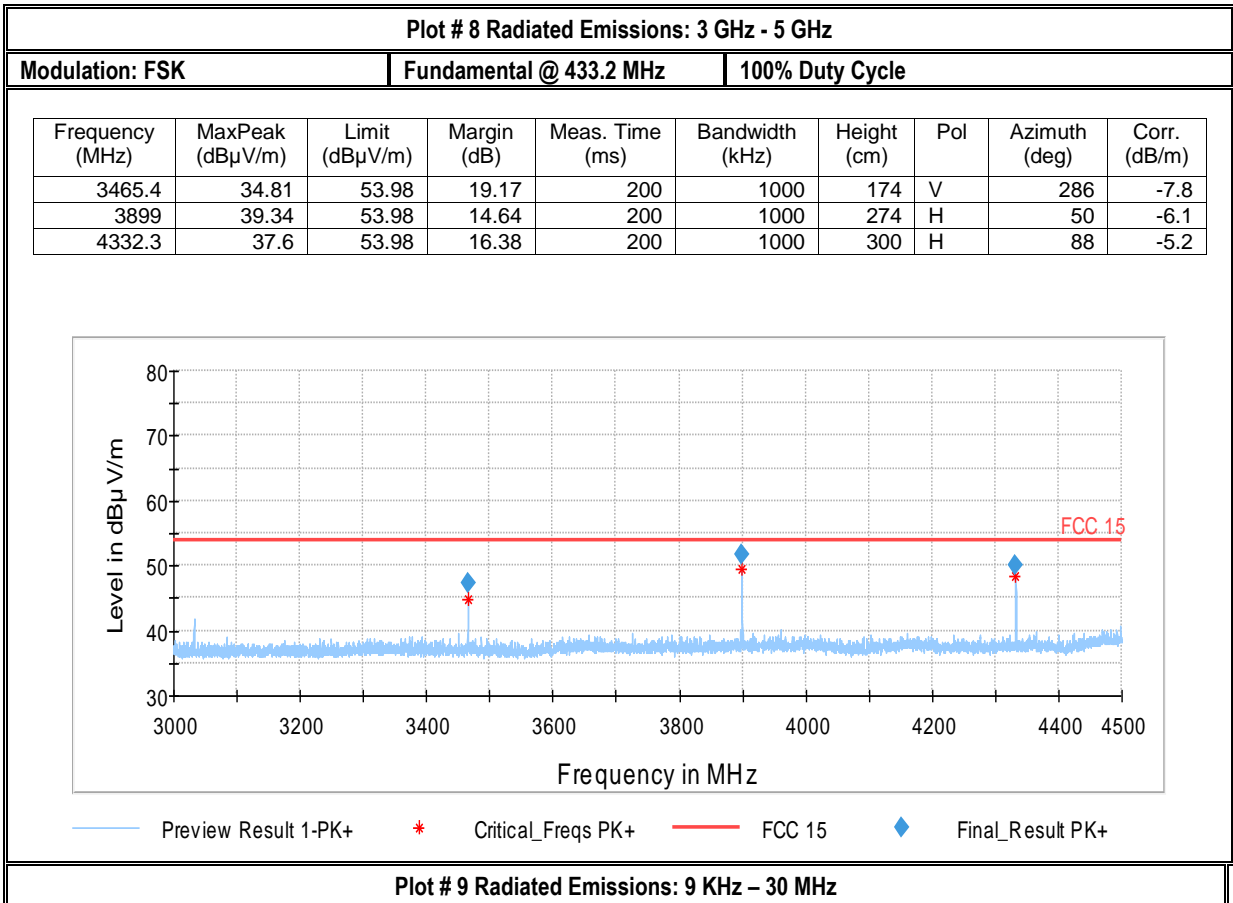 Plot # 8 Radiated Emissions: 3 GHz - 5 GHz
Modulation: FSK Fundamental @ 433.2 MHz 100% Duty Cycle
Frequency (MHz) MaxPeak (dBµV/m) Limit (dBµV/m) Margin (dB) Meas. Time (ms) Bandwidth (kHz) Height (cm) Pol Azimuth (deg) Corr. (dB/m)
3465.4 34.81 53.98 19.17 200 1000 174 V 286 -7.8
3899 39.34 53.98 14.64 200 1000 274 H 50 -6.1
4332.3 37.6 53.98 16.38 200 1000 300 H 88 -5.2
Level in dBµV/m
80
70
60
50
40
30
FCC 15
3000 3200 3400 3600 3800 4000 4200 4400 4500
Frequency in MHz
Preview Result 1-PK+ Critical_Freqs PK+ FCC 15 Final_Result PK+
Plot # 9 Radiated Emissions: 9 KHz – 30 MHz